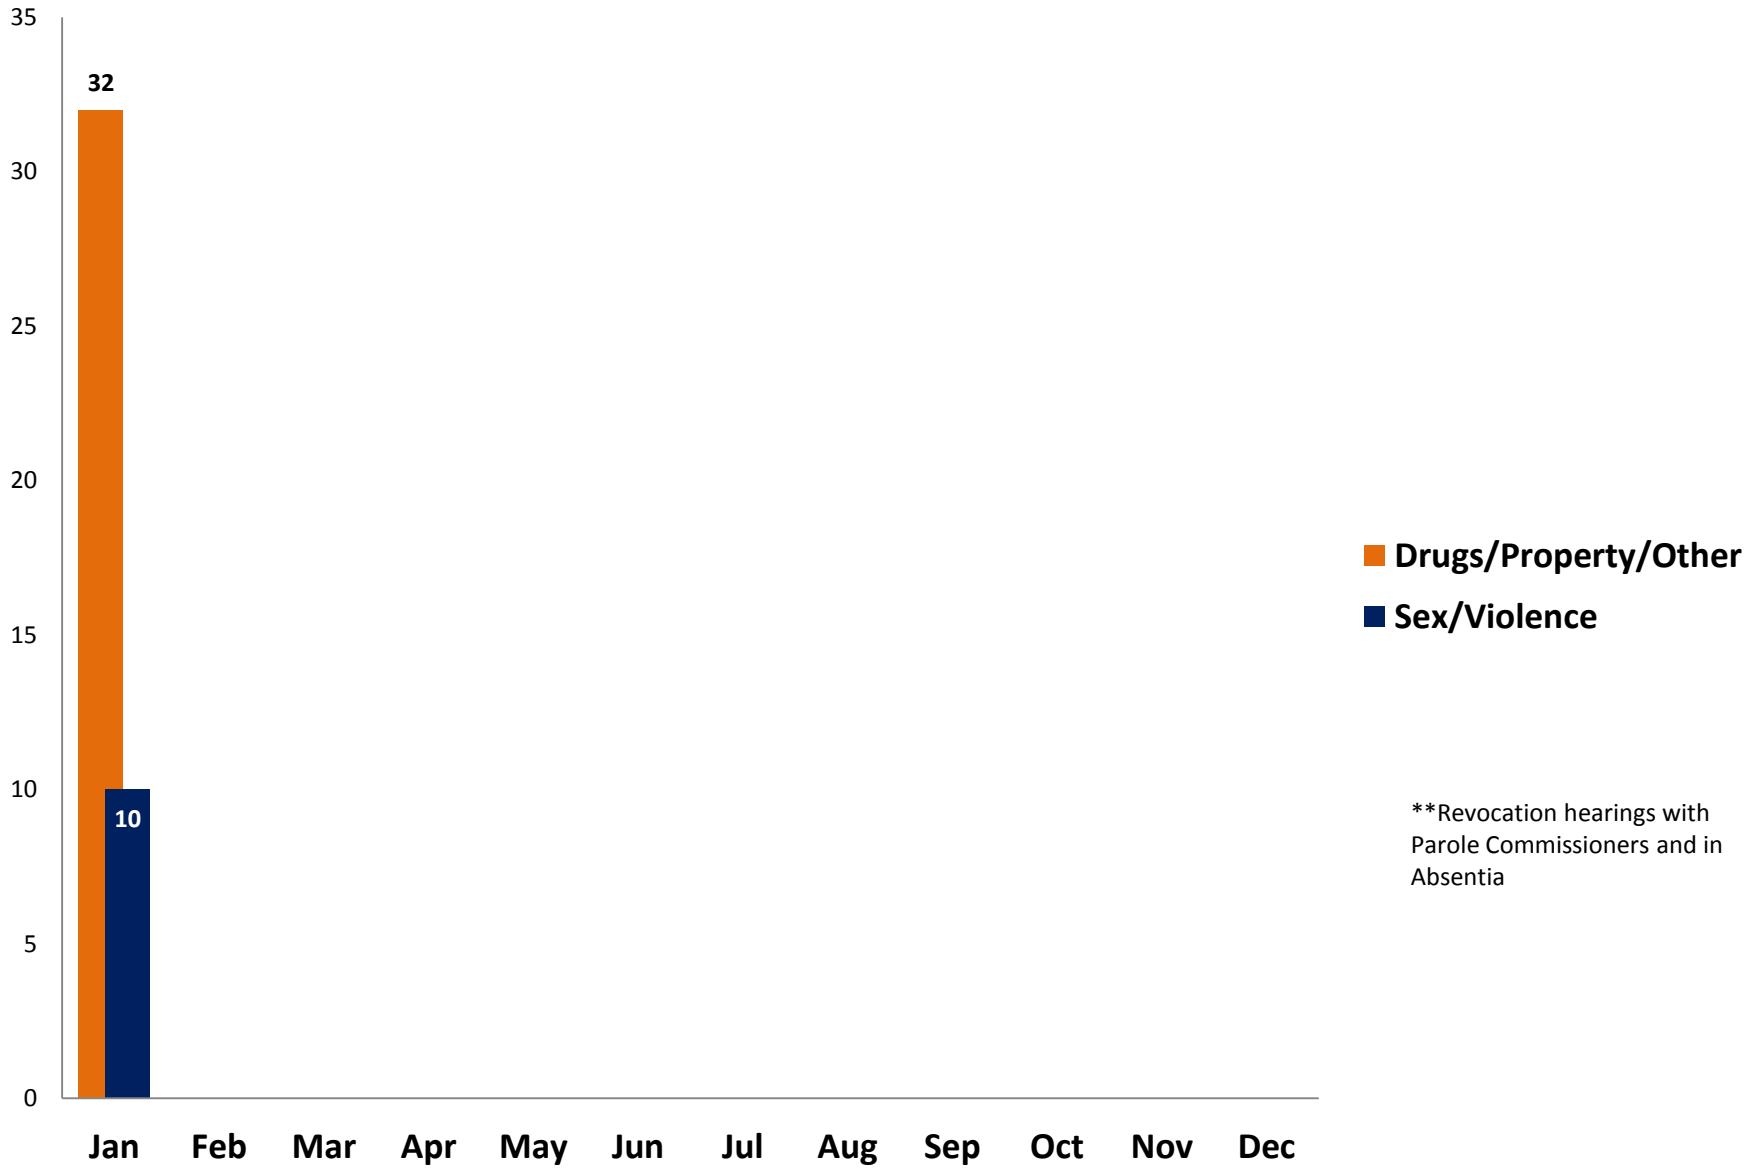 35
32
30
25
20
Drugs/Property/Other
Sex/Violence
15
10
10
**Revocation hearings with
Parole Commissioners and in
Absentia
5
0
Jan Feb Mar Apr May Jun Jul Aug Sep Oct Nov Dec